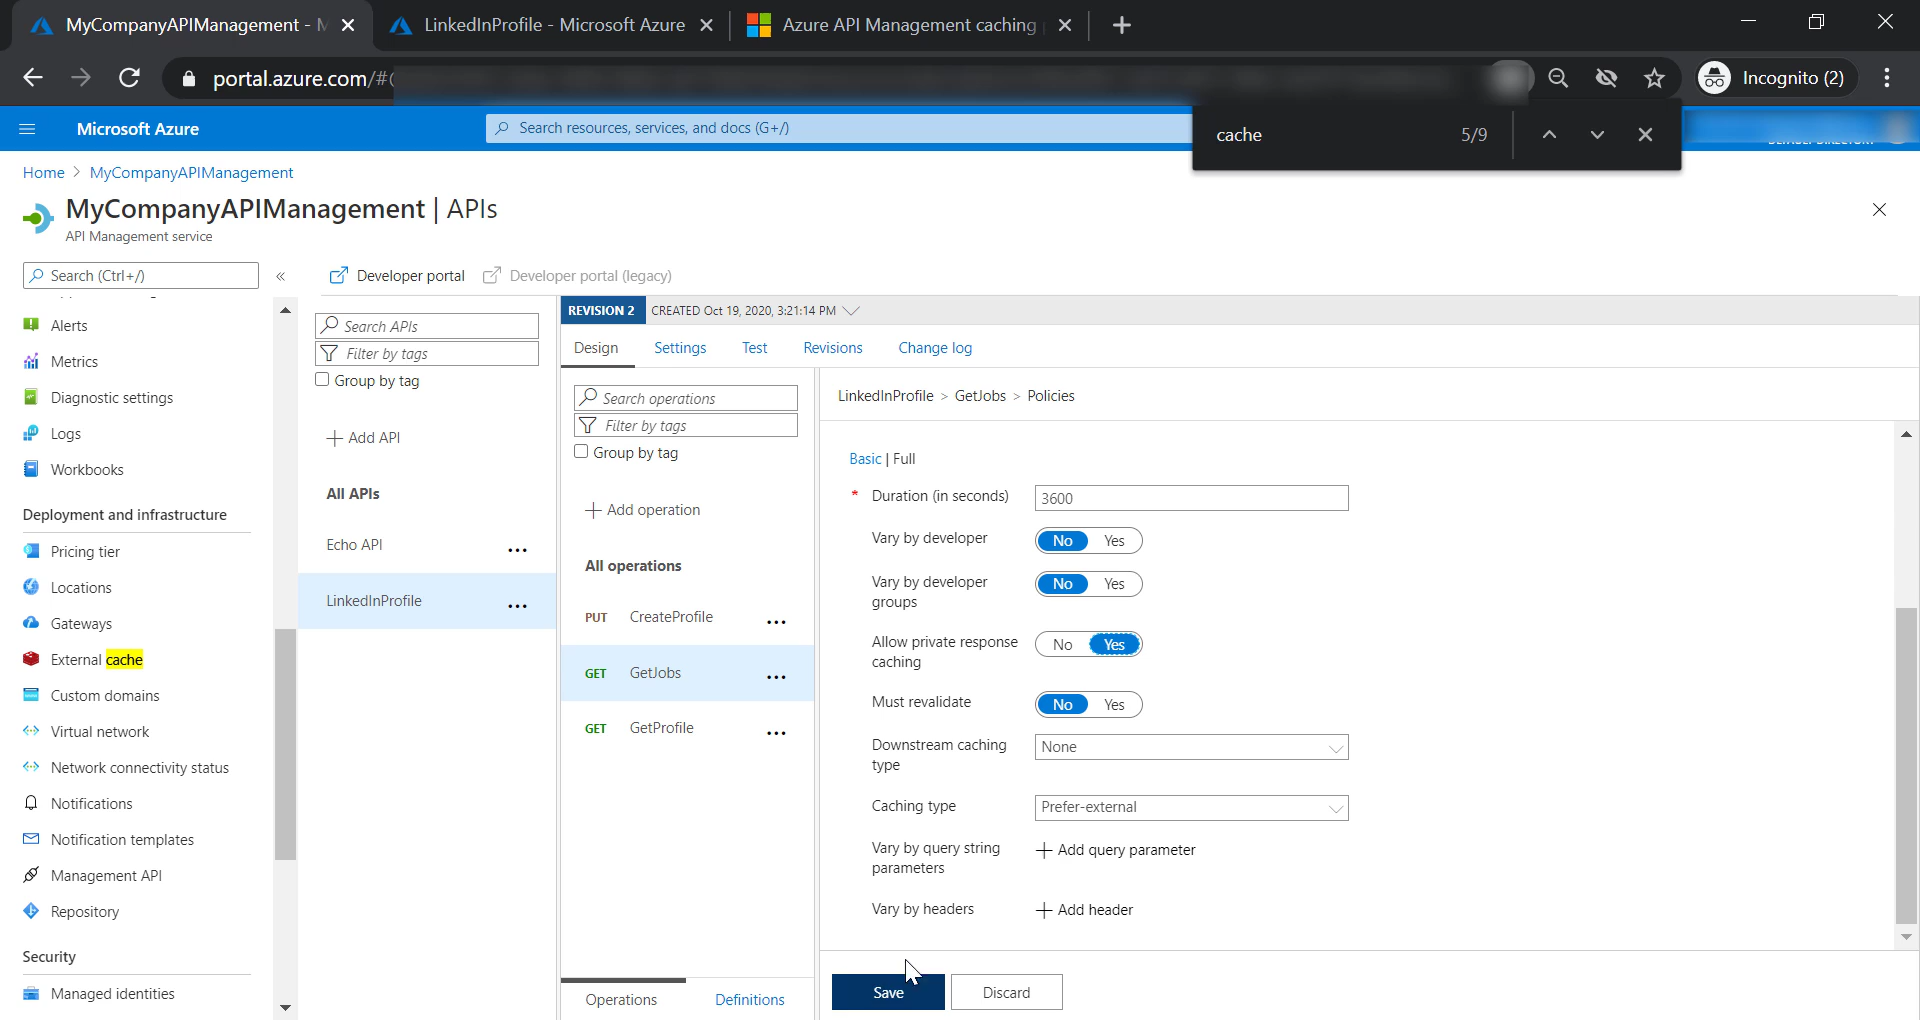 MyCompanyAPIManagement - M
LinkedInProfile - Microsoft Azure
Azure API Management caching
portal.azure.com/#
Incognito (2)
cache
5/9
Microsoft Azure
Search resources, services, and docs (G+/)
Home > MyCompanyAPIManagement
MyCompanyAPIManagement | APIs
API Management service
Search (Ctrl+/)
«
Developer portal
Developer portal (legacy)
Alerts
Metrics
Diagnostic settings
Logs
Workbooks
Deployment and infrastructure
Pricing tier
Locations
Gateways
External cache
Custom domains
Virtual network
Network connectivity status
Notifications
Notification templates
Management API
Repository
Security
Managed identities
Search APIs
Filter by tags
Group by tag
+ Add API
All APIs
Echo API ...
LinkedInProfile ...
REVISION 2 CREATED Oct 19, 2020, 3:21:14 PM
Design Settings Test Revisions Change log
Search operations
Filter by tags
Group by tag
+ Add operation
All operations
PUT CreateProfile ...
GET GetJobs ...
GET GetProfile ...
Operations Definitions
LinkedInProfile > GetJobs > Policies
Basic | Full
* Duration (in seconds) 3600
Vary by developer No Yes
Vary by developer
groups
No Yes
Allow private response
caching
No Yes
Must revalidate No Yes
Downstream caching
type
None
Caching type Prefer-external
Vary by query string
parameters
+ Add query parameter
Vary by headers + Add header
Save Discard